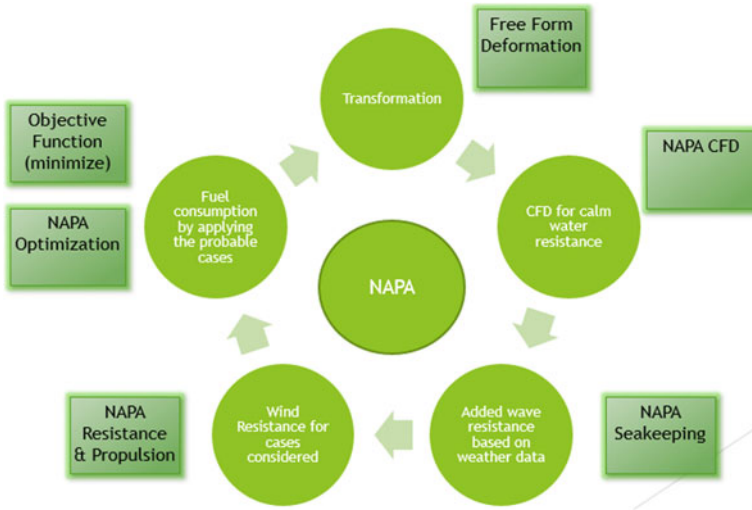 Free Form
Deformation
Transformation
Objective
Function
(minimize)
NAPA CFD
Fuel
consumption
by applying
the probable
cases
CFD for calm
water
resistance
NAPA
Optimization
NAPA
NAPA
Resistance
& Propulsion
Wind
Resistance for
cases
considered
Added wave
resistance
based on
weather data
NAPA
Seakeeping